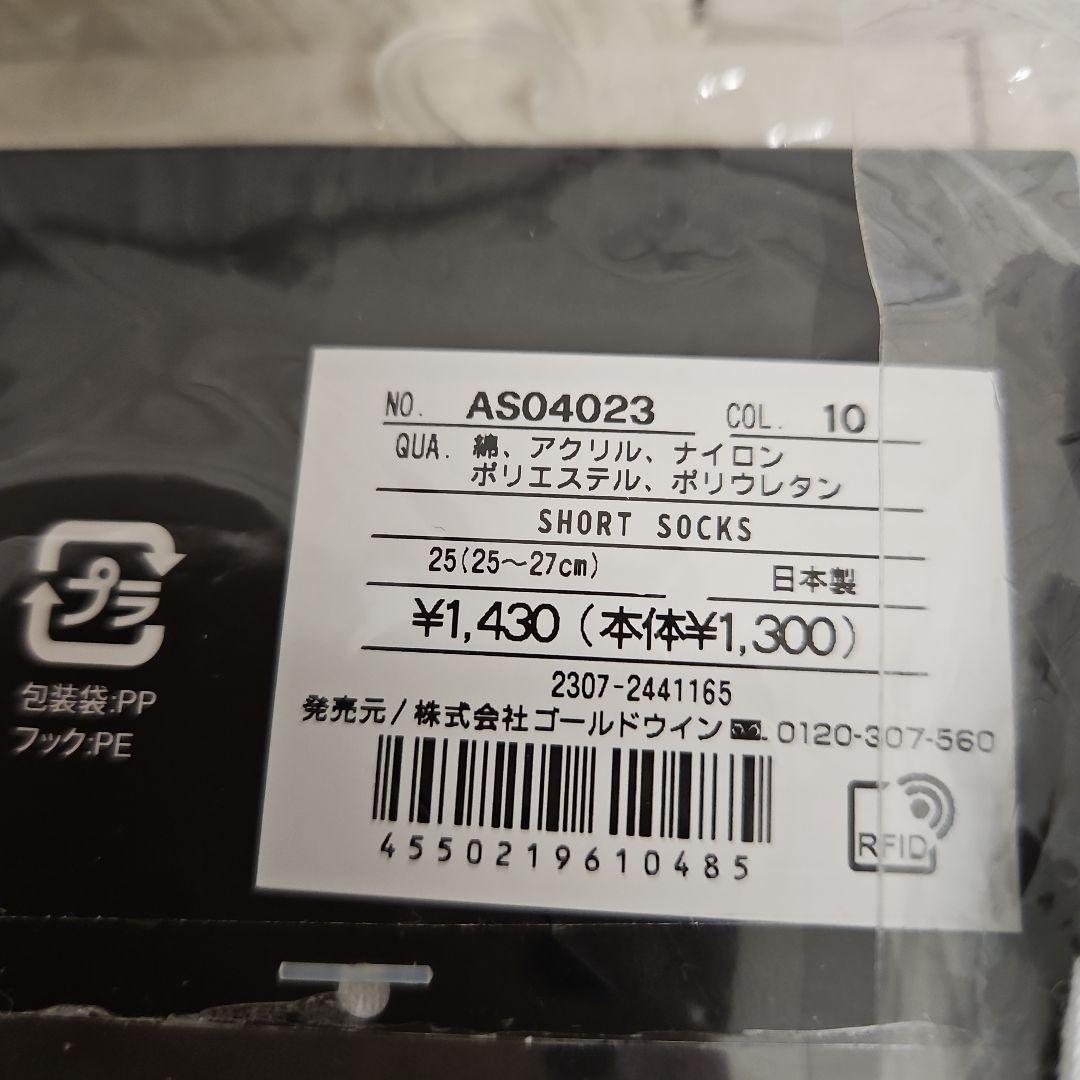 NO. AS04023 COL. 10
QUA. 綿、アクリル、ナイロン
ポリエステル、ポリウレタン
SHORT SOCKS
25(25〜27cm) 日本製
¥1,430(本体¥1,300)
2307-2441165
発売元/株式会社ゴールドウイン 0120-307-560
4550219610485
RFID
プラ
包装袋:PP
フック:PE